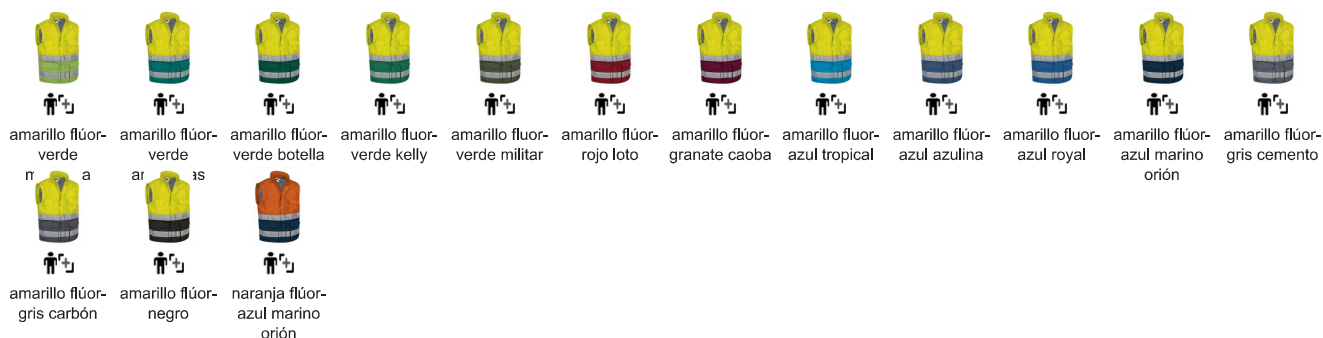 amarillo flúor-
verde
amarillo flúor-
verde
amarillo flúor-
verde botella
amarillo fluor-
verde kelly
amarillo fluor-
verde militar
amarillo flúor-
rojo loto
amarillo flúor-
granate caoba
amarillo flúor-
azul tropical
amarillo flúor-
azul azulina
amarillo flúor-
azul royal
amarillo flúor-
azul marino
orión
amarillo flúor-
gris cemento
amarillo flúor-
gris carbón
amarillo flúor-
negro
naranja flúor-
azul marino
orión